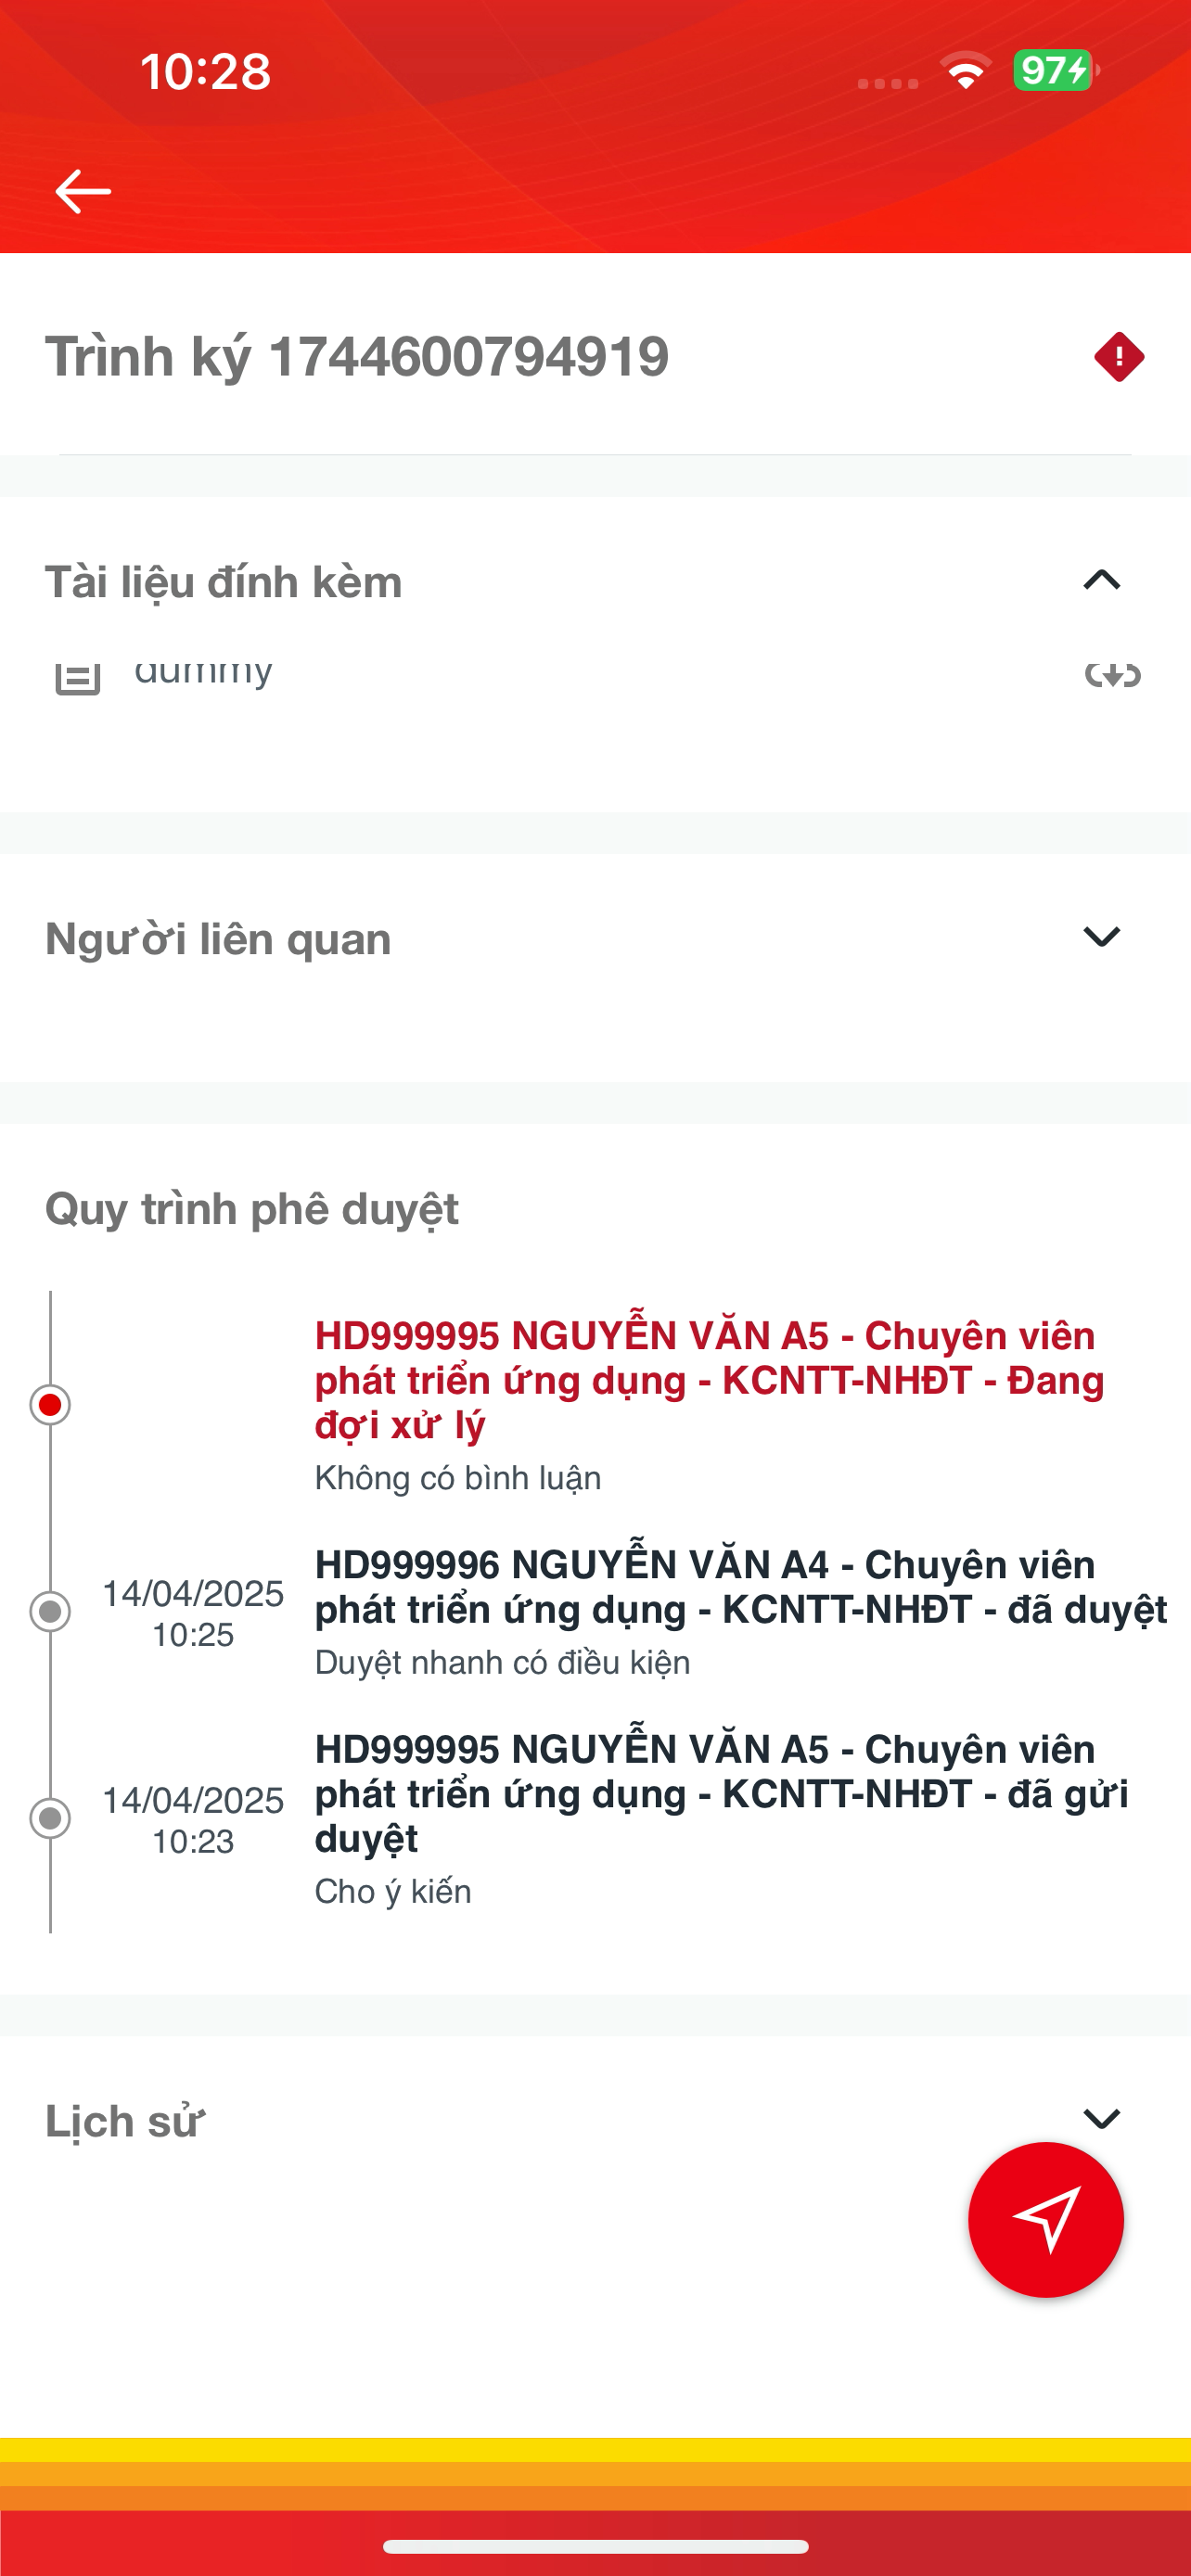 10:28
97
Trình ký 1744600794919
Tài liệu đính kèm
dummy
Người liên quan
Quy trình phê duyệt
HD999995 NGUYỄN VĂN A5 - Chuyên viên
phát triển ứng dụng - KCNTT-NHĐT - Đang
đợi xử lý
Không có bình luận
14/04/2025
10:25
HD999996 NGUYỄN VĂN A4 - Chuyên viên
phát triển ứng dụng - KCNTT-NHĐT - đã duyệt
Duyệt nhanh có điều kiện
14/04/2025
10:23
HD999995 NGUYỄN VĂN A5 - Chuyên viên
phát triển ứng dụng - KCNTT-NHĐT - đã gửi
duyệt
Cho ý kiến
Lịch sử